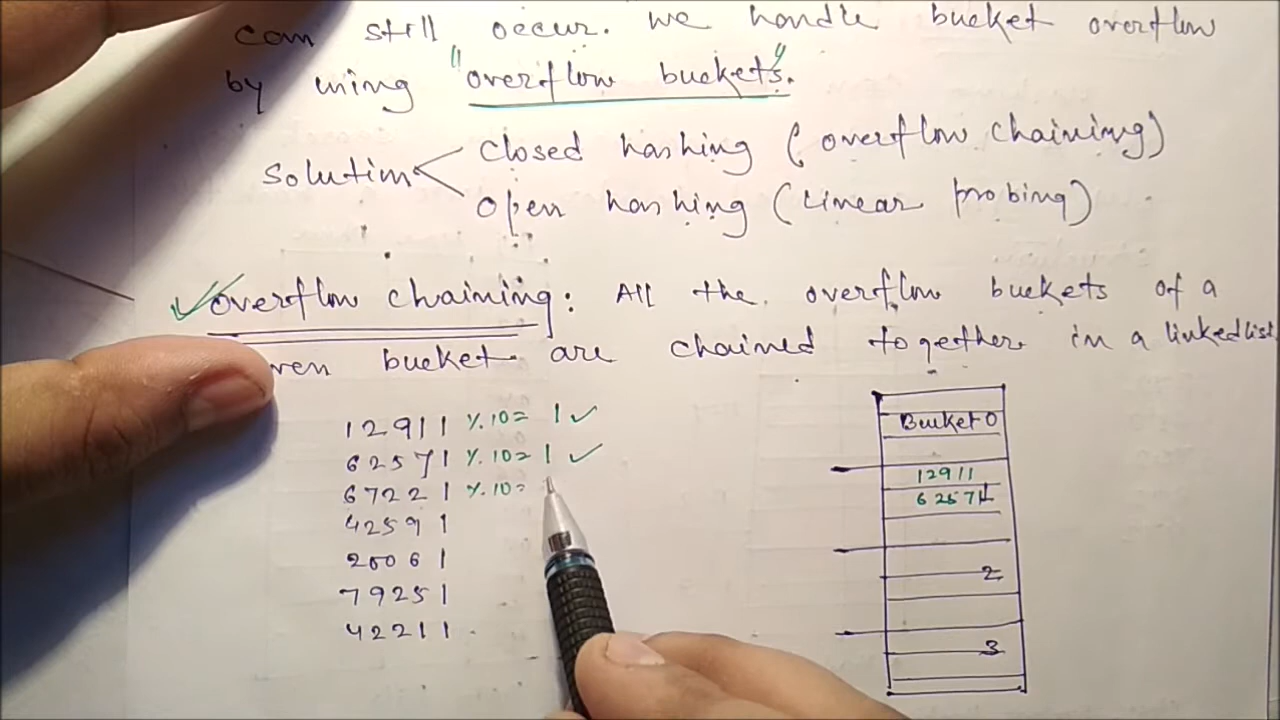 can still occur. we handle bucket overflow
by using "overflow buckets".
Solution
closed hashing (overflow chaining)
open hashing (linear probing)
overflow chaining: All the overflow buckets of a
ven bucket are chained together in a linkedlist
12911 %10= 1 ✓
62571 %10= 1 ✓
67221 %10= 1
42591
20061
79251
42211
Bucket 0
12911
62571
2
3